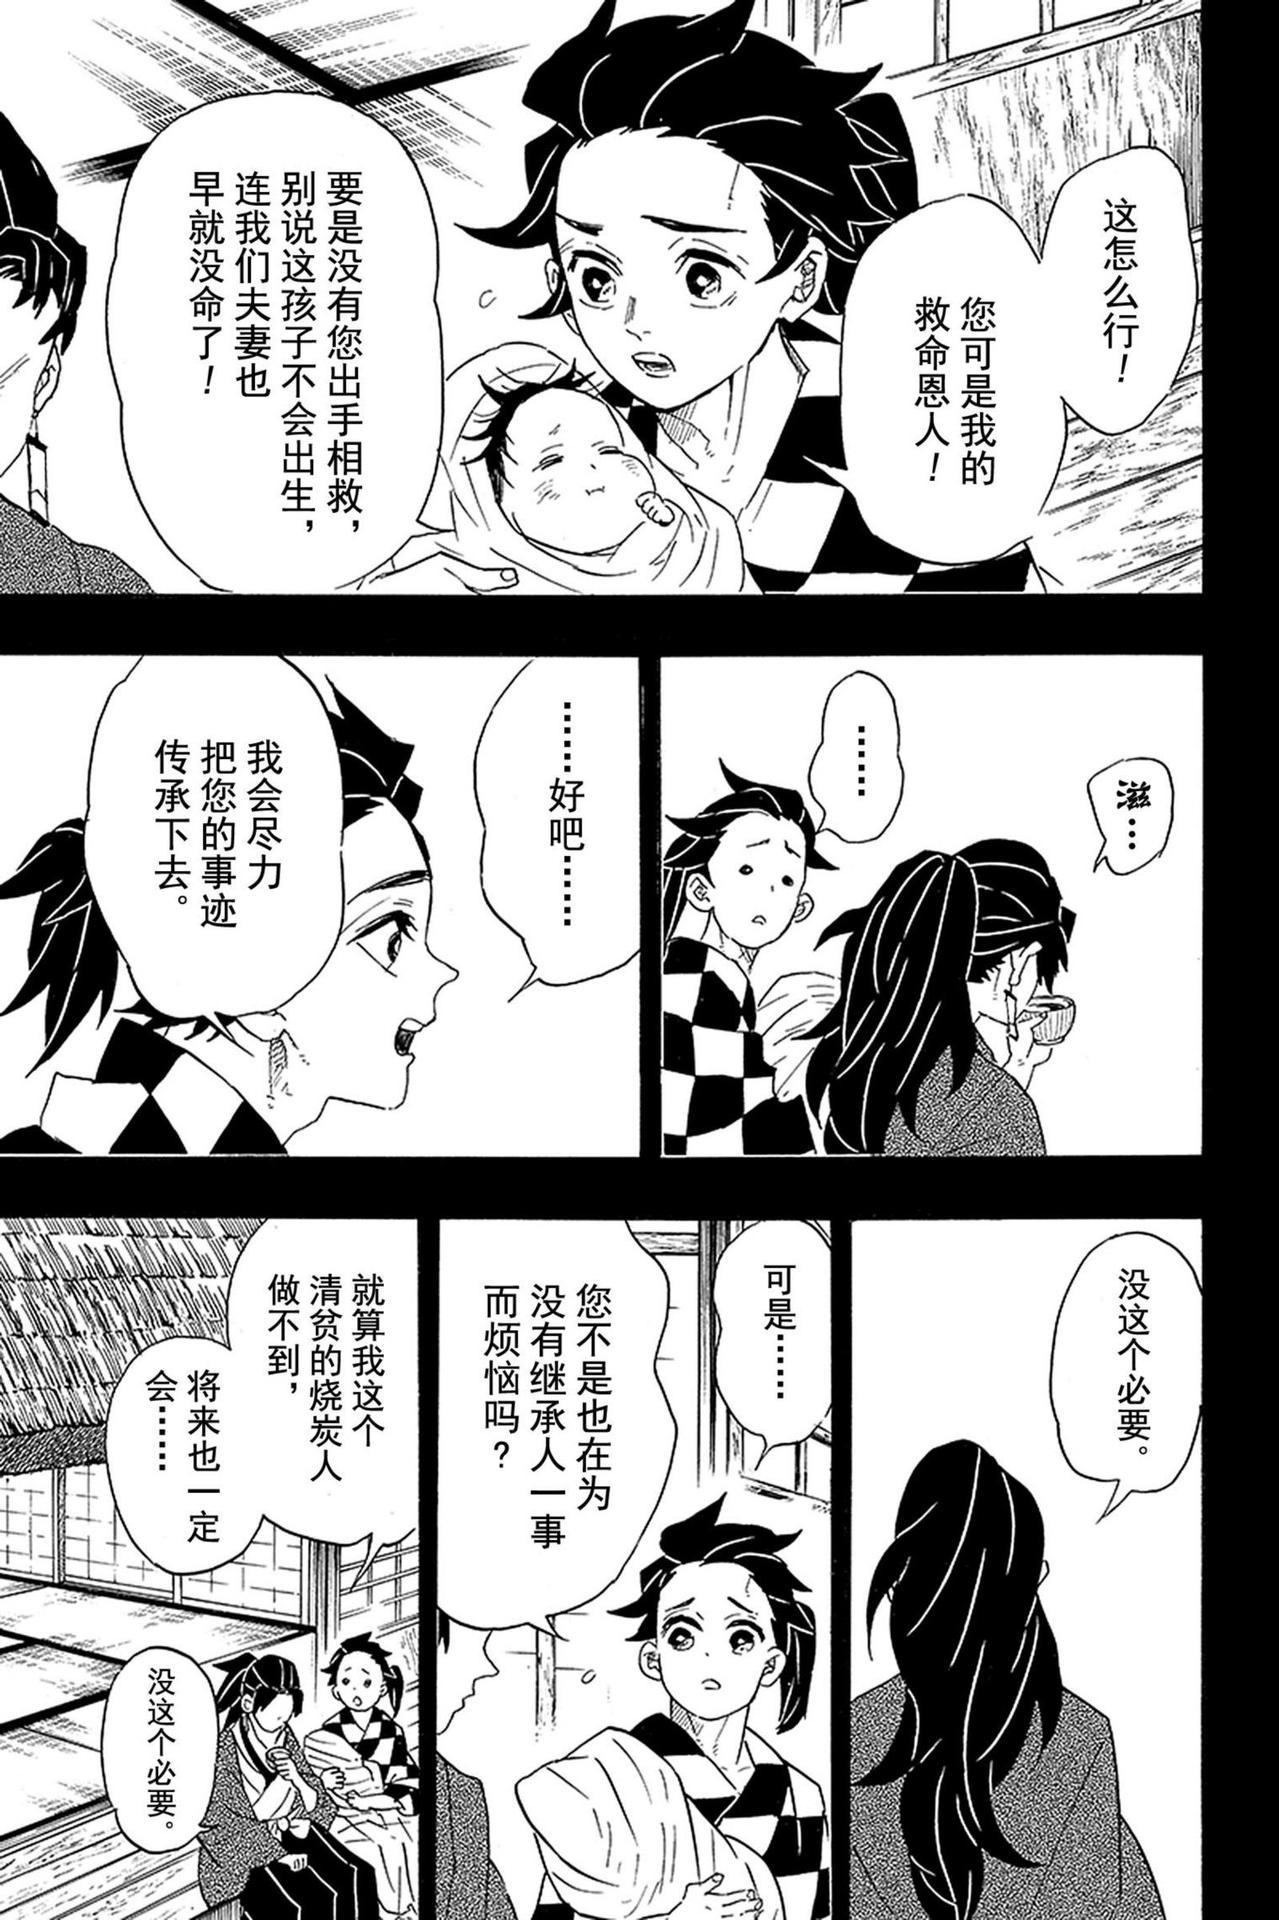 这怎么行！
您可是我的
救命恩人！
要是没有您出手相救，
别说这孩子不会出生，
连我们夫妻也
早就没命了！
滋…
……
……好吧……
我会尽力
把您的事迹
传承下去。
没这个必要。
可是……
您不是也在为
没有继承人一事
而烦恼吗？
就算我这个
清贫的烧炭人
做不到，
将来也一定
会……
没这个必要。